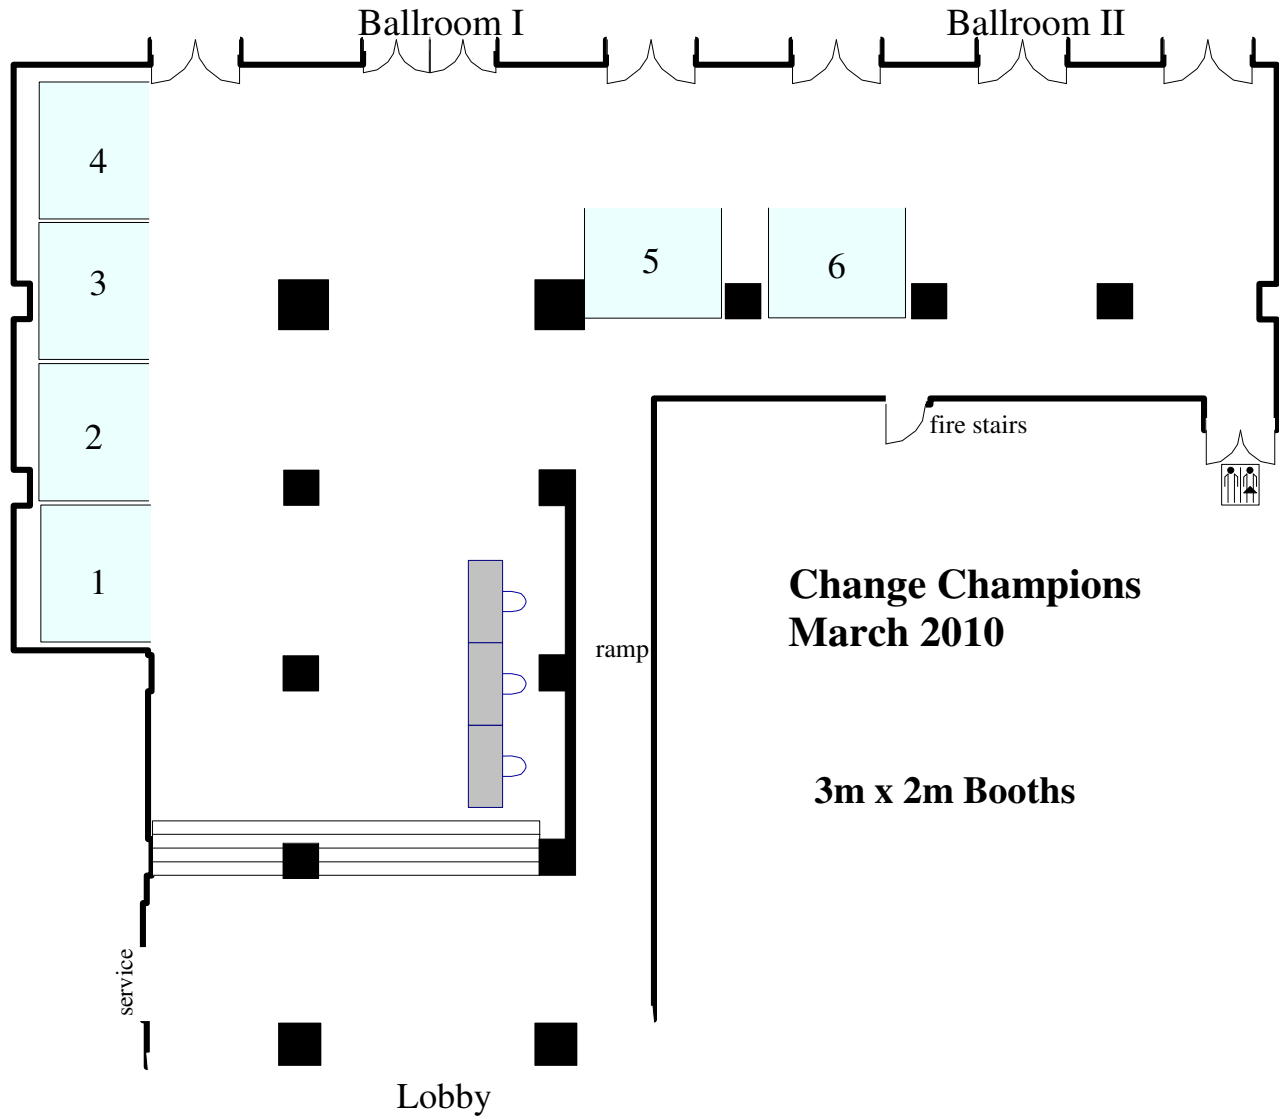 Ballroom I
Ballroom II
4
3
5
6
2
fire stairs
1
Change Champions
March 2010
ramp
3m x 2m Booths
service
Lobby